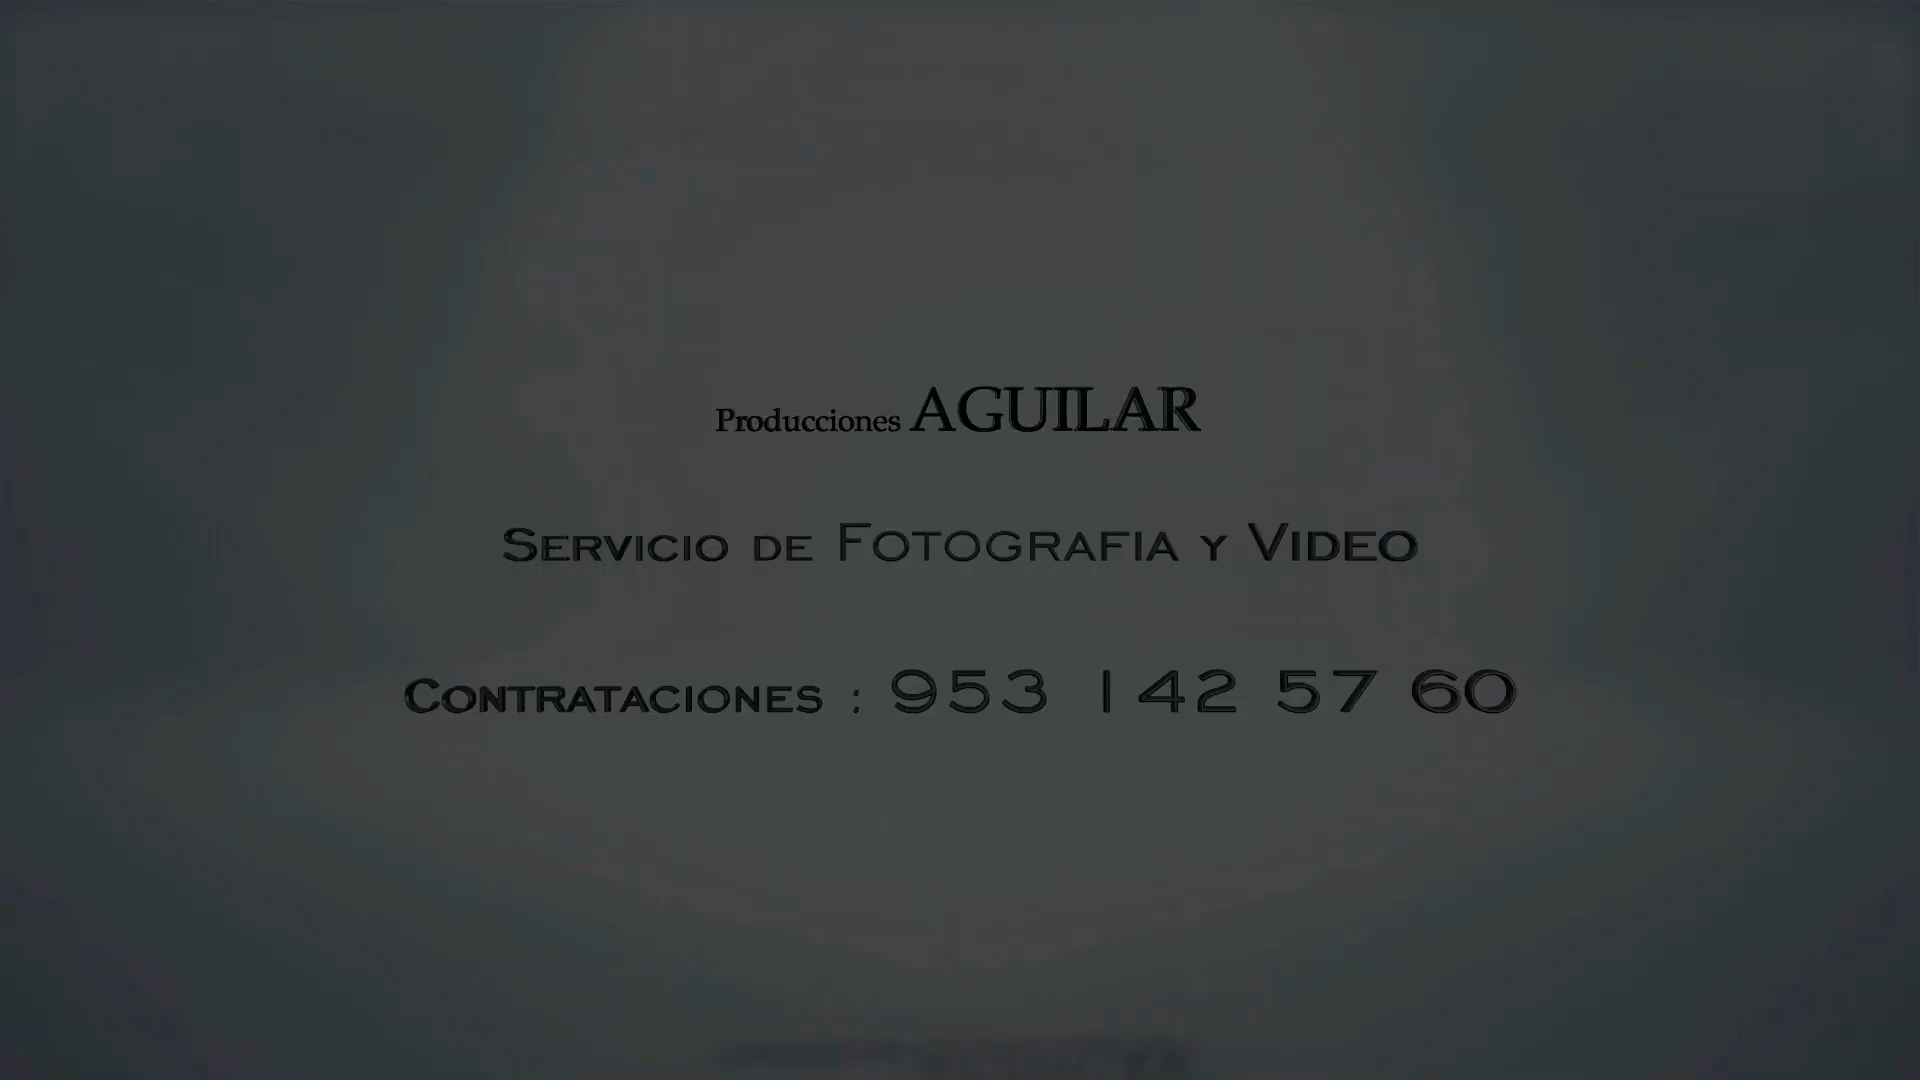 Producciones AGUILAR
Servicio de Fotografia y Video
Contrataciones : 953 142 57 60